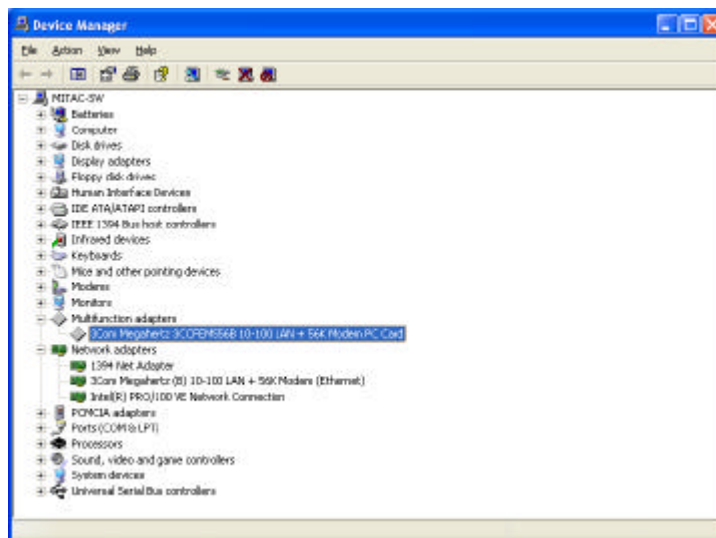 Device Manager
File Action View Help
MITAC-SW
Batteries
Computer
Disk drives
Display adapters
Floppy disk drives
Human Interface Devices
IDE ATA/ATAPI controllers
IEEE 1394 Bus host controllers
Infrared devices
Keyboards
Mice and other pointing devices
Modems
Monitors
Multifunction adapters
3Com Megahertz 3CCFEM556B 10-100 LAN + 56K Modem PC Card
Network adapters
1394 Net Adapter
3Com Megahertz (B) 10-100 LAN + 56K Modem (Ethernet)
Intel(R) PRO/100 VE Network Connection
PCMCIA adapters
Ports (COM & LPT)
Processors
Sound, video and game controllers
System devices
Universal Serial Bus controllers